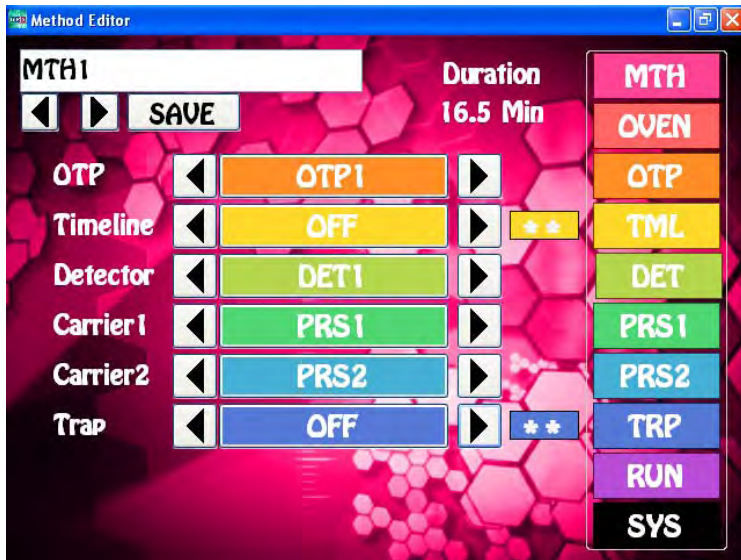 Method Editor
MTH1
SAVE
Duration
16.5 Min
OTP OTP1
Timeline OFF **
Detector DET1
Carrier1 PRS1
Carrier2 PRS2
Trap OFF **
MTH
OVEN
OTP
TML
DET
PRS1
PRS2
TRP
RUN
SYS